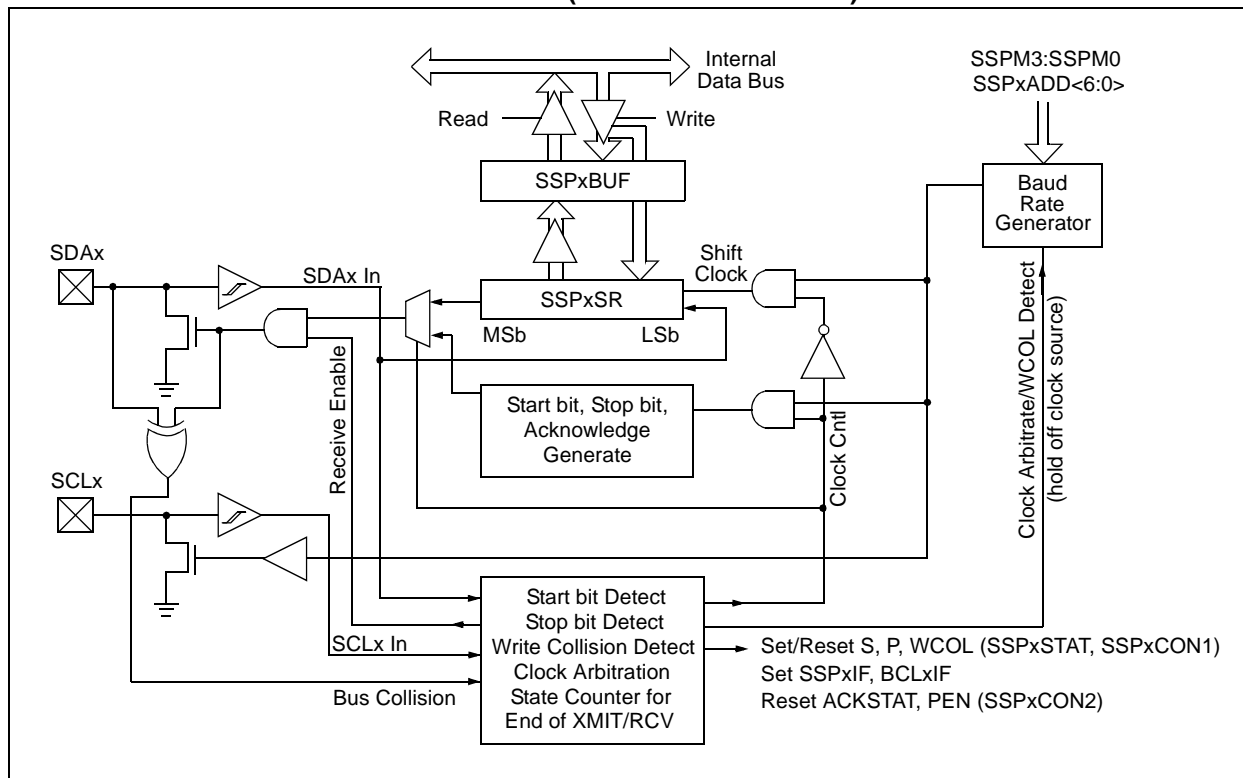 Internal
Data Bus
SSPM3:SSPM0
SSPxADD<6:0>
Read
Write
SSPxBUF
Baud
Rate
Generator
SDAx
SDAx In
Shift
Clock
SSPxSR
MSb
LSb
Start bit, Stop bit,
Acknowledge
Generate
Receive Enable
Clock Cntl
Clock Arbitrate/WCOL Detect
(hold off clock source)
SCLx
SCLx In
Bus Collision
Start bit Detect
Stop bit Detect
Write Collision Detect
Clock Arbitration
State Counter for
End of XMIT/RCV
Set/Reset S, P, WCOL (SSPxSTAT, SSPxCON1)
Set SSPxIF, BCLxIF
Reset ACKSTAT, PEN (SSPxCON2)